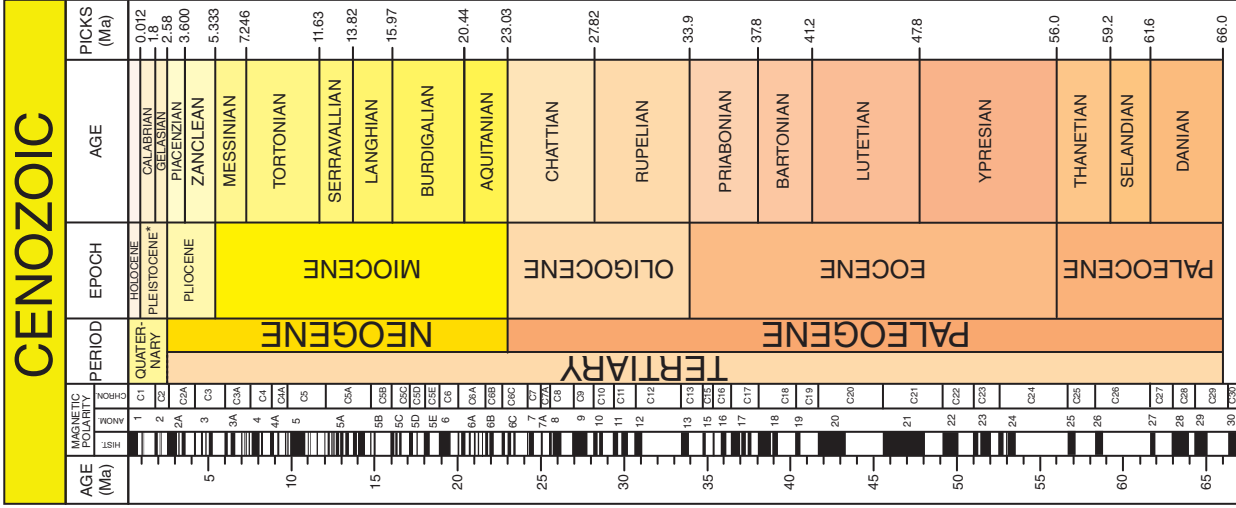 CENOZOIC
AGE (Ma)
MAGNETIC POLARITY
HIST.
ANOM.
CHRON.
PERIOD
EPOCH
AGE
PICKS (Ma)
5
10
15
20
25
30
35
40
45
50
55
60
65
1
2
2A
3
3A
4
4A
5
5A
5B
5C
5D
5E
6
6A
6B
6C
7
7A
8
9
10
11
12
13
15
16
17
18
19
20
21
22
23
24
25
26
27
28
29
30
C1
C2
C2A
C3
C3A
C4
C4A
C5
C5A
C5B
C5C
C5D
C5E
C6
C6A
C6B
C6C
C7
C7A
C8
C9
C10
C11
C12
C13
C15
C16
C17
C18
C19
C20
C21
C22
C23
C24
C25
C26
C27
C28
C29
C30
QUATER-
NARY
TERTIARY
NEOGENE
PALEOGENE
HOLOCENE
PLEISTOCENE*
PLIOCENE
MIOCENE
OLIGOCENE
EOCENE
PALEOCENE
CALABRIAN
GELASIAN
PIACENZIAN
ZANCLEAN
MESSINIAN
TORTONIAN
SERRAVALLIAN
LANGHIAN
BURDIGALIAN
AQUITANIAN
CHATTIAN
RUPELIAN
PRIABONIAN
BARTONIAN
LUTETIAN
YPRESIAN
THANETIAN
SELANDIAN
DANIAN
0.012
1.8
2.58
3.600
5.333
7.246
11.63
13.82
15.97
20.44
23.03
27.82
33.9
37.8
41.2
47.8
56.0
59.2
61.6
66.0